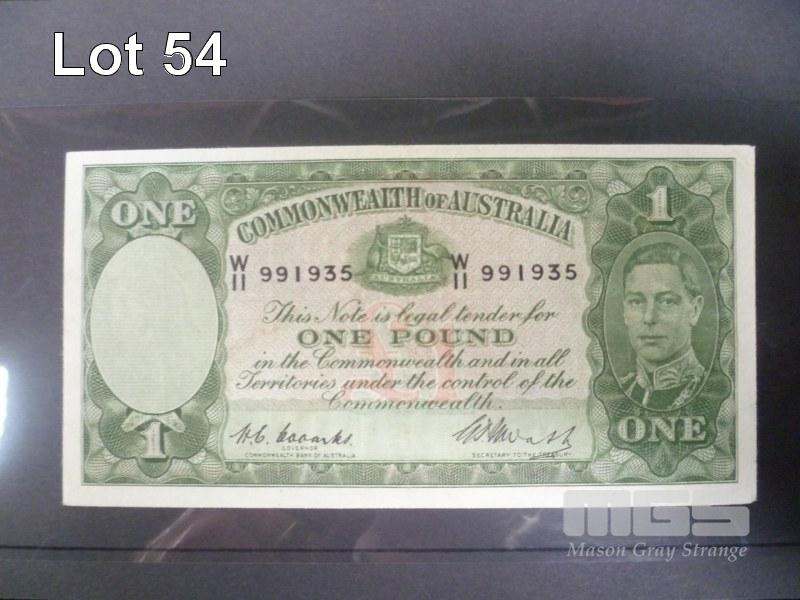 Lot 54
ONE
1
COMMONWEALTH OF AUSTRALIA
AUSTRALIA
W/11 991935 W/11 991935
This Note is legal tender for
ONE POUND
in the Commonwealth and in all
Territories under the control of the
Commonwealth.
GOVERNOR
COMMONWEALTH BANK OF AUSTRALIA
SECRETARY TO THE TREASURY
1
ONE
MGS
Mason Gray Strange